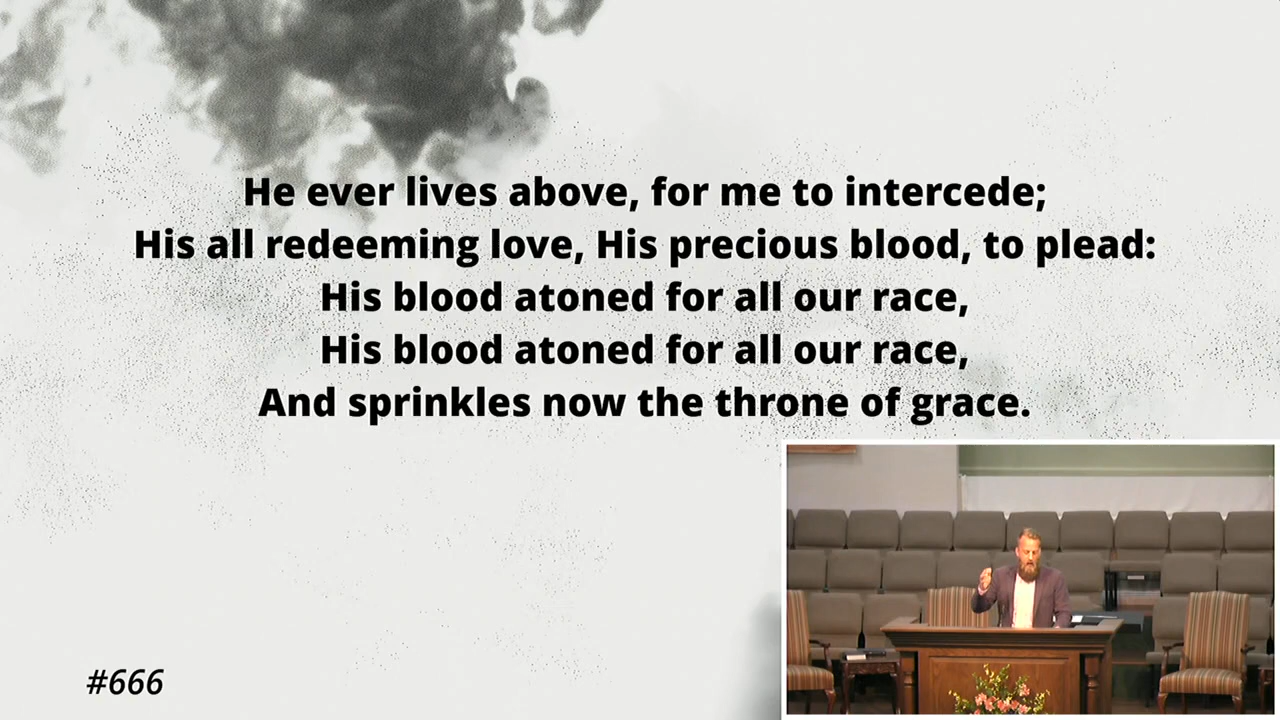 He ever lives above, for me to intercede;
His all redeeming love, His precious blood, to plead:
His blood atoned for all our race,
His blood atoned for all our race,
And sprinkles now the throne of grace.
#666